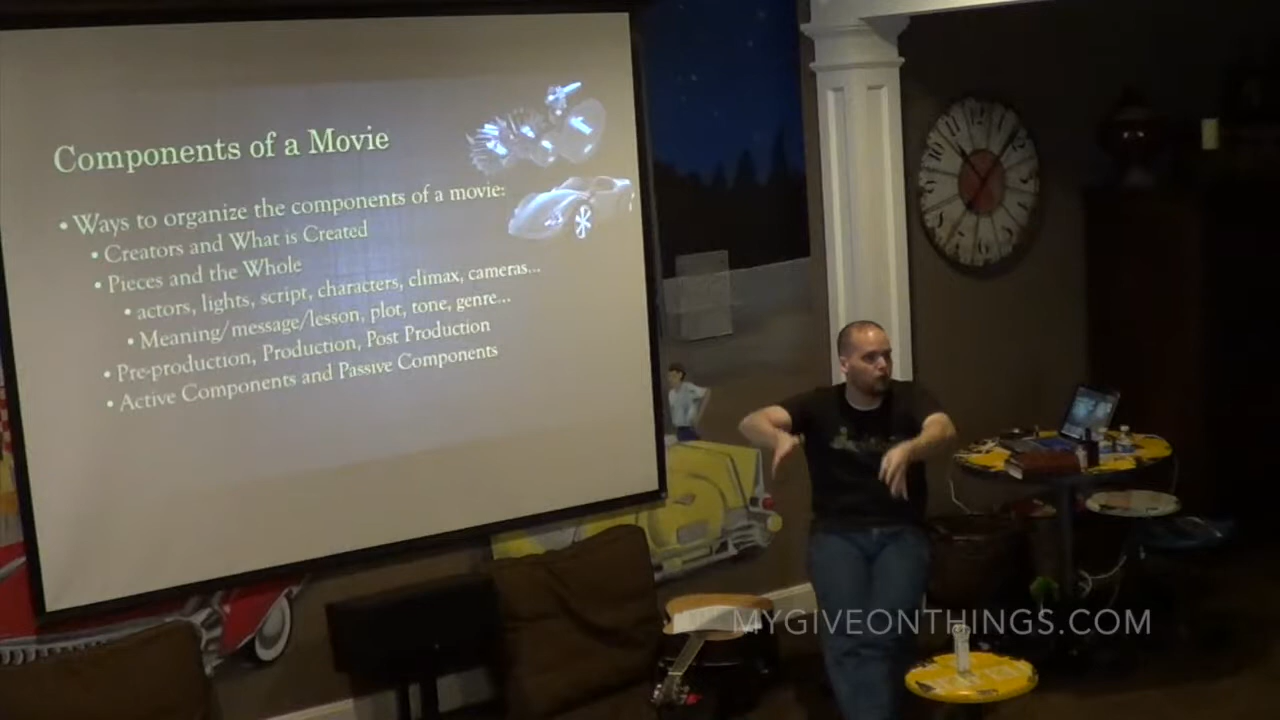 Components of a Movie
• Ways to organize the components of a movie:
• Creators and What is Created
• Pieces and the Whole
• actors, lights, script, characters, climax, cameras...
• Meaning/message/lesson, plot, tone, genre...
• Pre-production, Production, Post Production
• Active Components and Passive Components
MYGIVEONTHINGS.COM